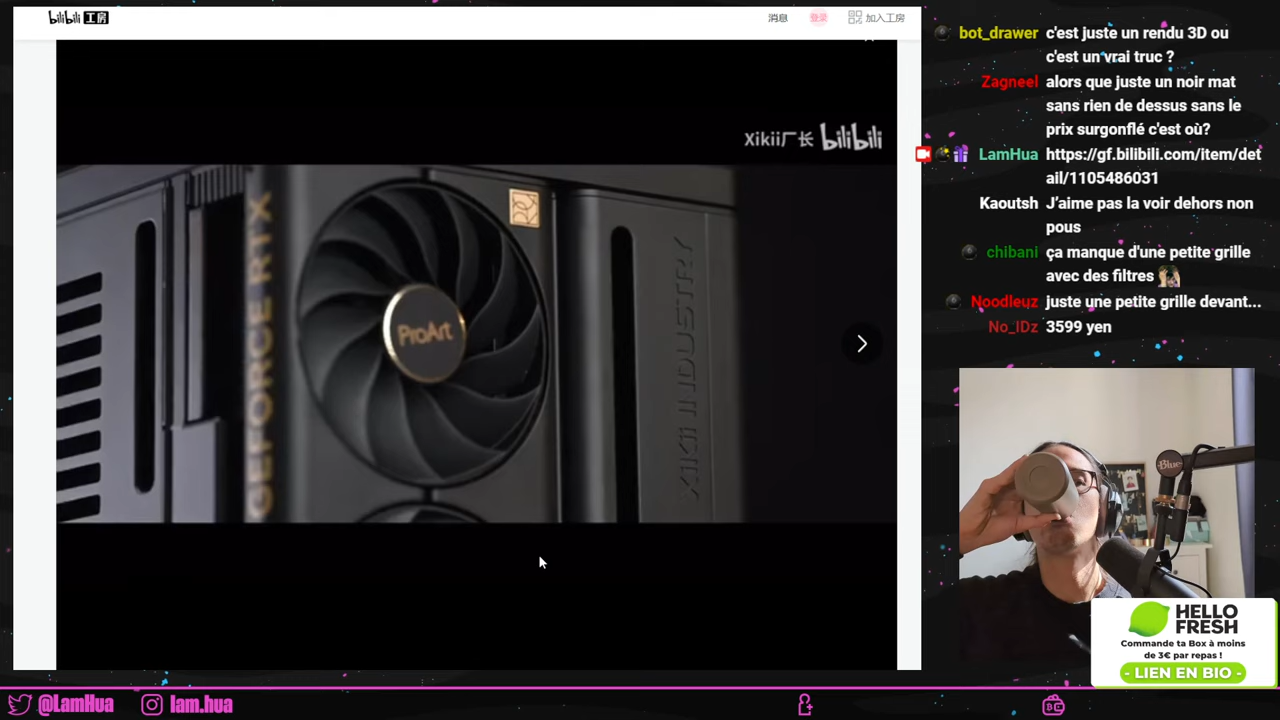 bilibili 工房
消息
登录
加入工房
Xikii厂长 bilibili
GEFORCE RTX
ProArt
XIKII INDUSTRY
bot_drawer c'est juste un rendu 3D ou
c'est un vrai truc ?
Zagneel alors que juste un noir mat
sans rien de dessus sans le
prix surgonflé c'est où?
LamHua https://gf.bilibili.com/item/det
ail/1105486031
Kaoutsh J'aime pas la voir dehors non
pous
chibani ça manque d'une petite grille
avec des filtres
Noodleuz juste une petite grille devant...
No_IDz 3599 yen
Blue
HELLO
FRESH
Commande ta Box à moins
de 3€ par repas !
- LIEN EN BIO -
@LamHua
lam.hua